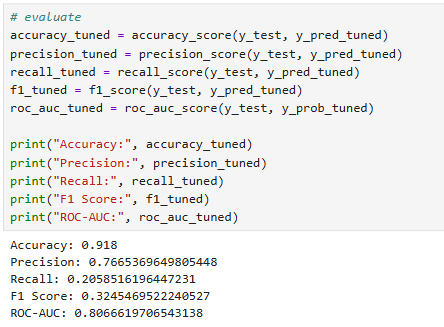 # evaluate
accuracy_tuned = accuracy_score(y_test, y_pred_tuned)
precision_tuned = precision_score(y_test, y_pred_tuned)
recall_tuned = recall_score(y_test, y_pred_tuned)
f1_tuned = f1_score(y_test, y_pred_tuned)
roc_auc_tuned = roc_auc_score(y_test, y_prob_tuned)
print("Accuracy:", accuracy_tuned)
print("Precision:", precision_tuned)
print("Recall:", recall_tuned)
print("F1 Score:", f1_tuned)
print("ROC-AUC:", roc_auc_tuned)
Accuracy: 0.918
Precision: 0.7665369649805448
Recall: 0.2058516196447231
F1 Score: 0.3245469522240527
ROC-AUC: 0.8066619706543138